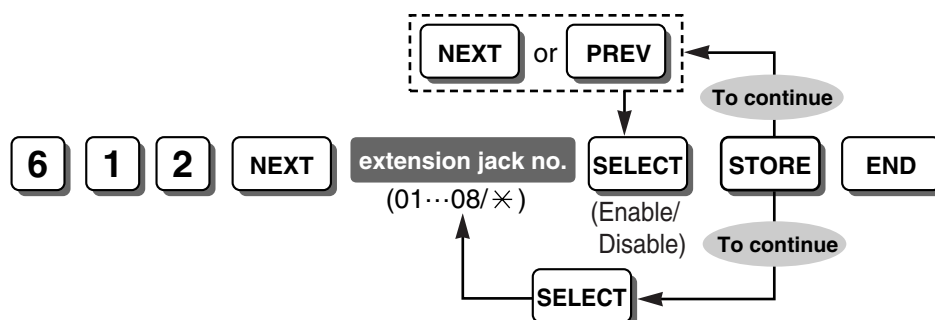 NEXT or PREV
To continue
6 1 2 NEXT extension jack no. SELECT STORE END
(01···08/✳)
(Enable/
Disable)
To continue
SELECT